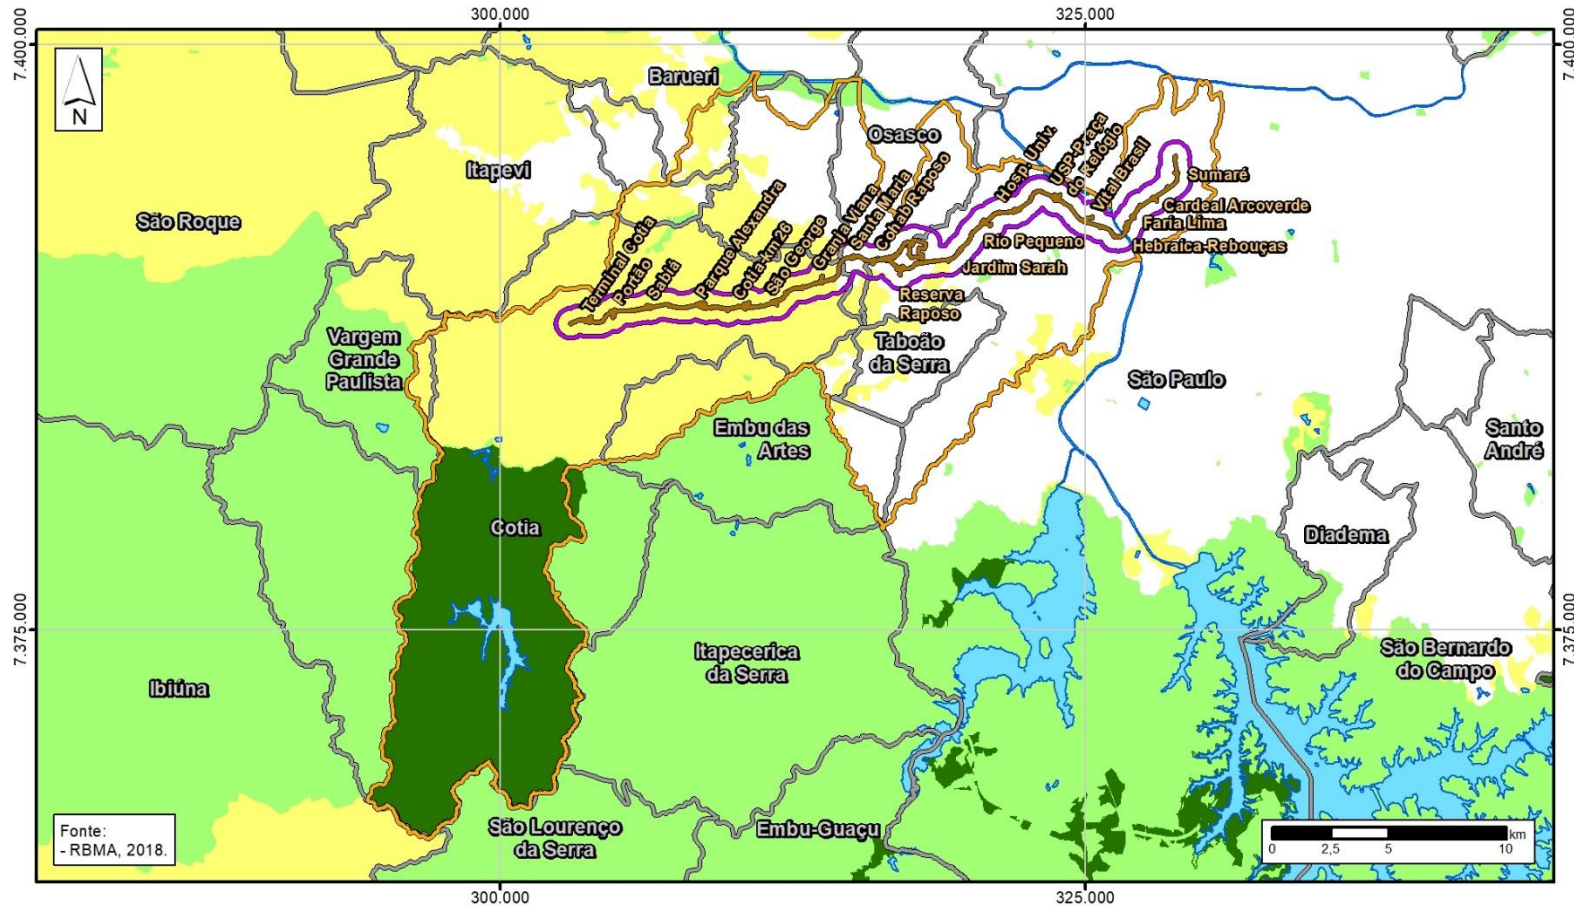 300.000
325.000
7.400.000
7.400.000
N
Barueri
Osasco
Itapevi
São Roque
Terminal Cotia
Portão
Sabiá
Parque Alexandra
Cotia-km 26
São George
Granja Viana
Santa Maria
Cohab Raposo
Hosp. Univ.
USP-Praça
do Relógio
Vital Brasil
Sumaré
Cardeal Arcoverde
Faria Lima
Hebraica-Rebouças
Rio Pequeno
Jardim Sarah
Reserva
Raposo
Vargem
Grande
Paulista
Taboão
da Serra
São Paulo
Embu das
Artes
Santo
André
Cotia
Diadema
7.375.000
7.375.000
Itapecerica
da Serra
São Bernardo
do Campo
Ibiúna
São Lourenço
da Serra
Embu-Guaçu
Fonte:
- RBMA, 2018.
km
0
2,5
5
10
300.000
325.000